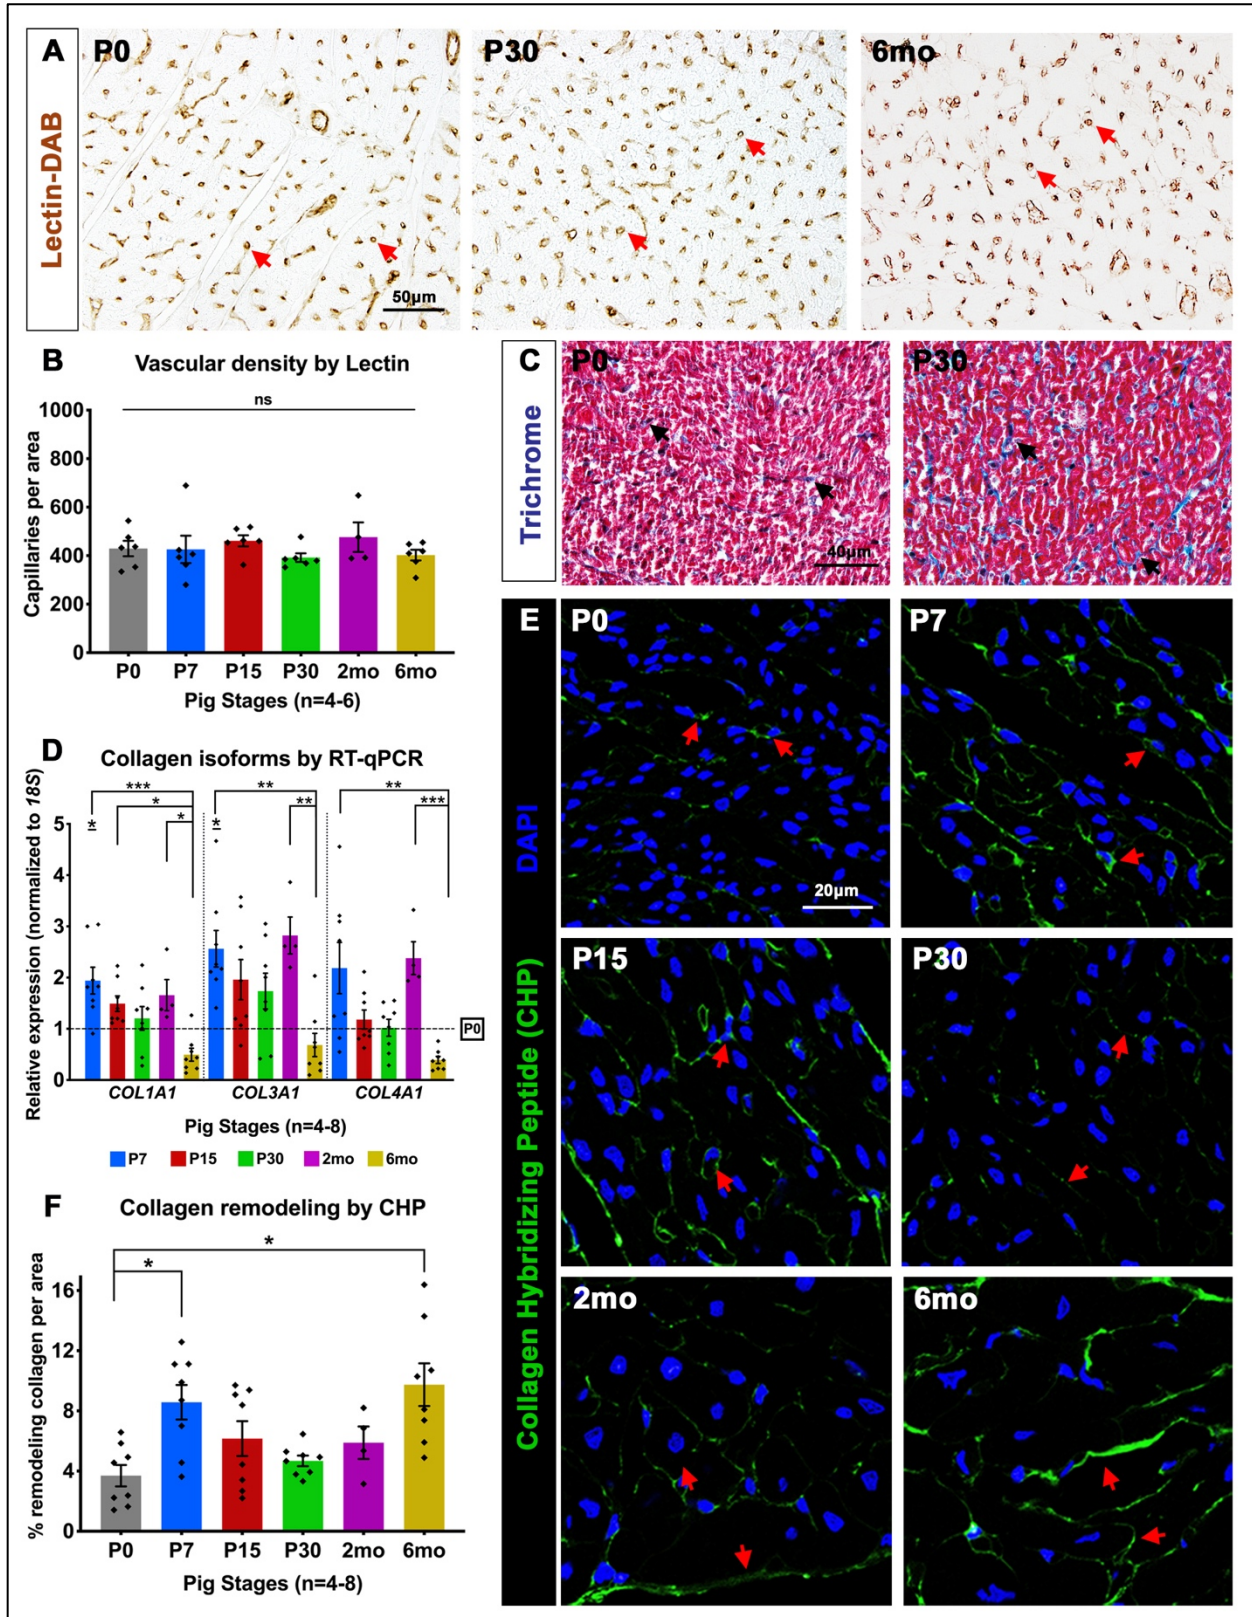 A
P0
P30
6mo
Lectin-DAB
50µm
B
Vascular density by Lectin
ns
1000
800
600
400
200
0
Capillaries per area
P0 P7 P15 P30 2mo 6mo
Pig Stages (n=4-6)
C
P0
P30
Trichrome
40µm
D
Collagen isoforms by RT-qPCR
*** ** **
* ** ***
* * *
5
4
3
2
1
0
Relative expression (normalized to 18S)
P0
COL1A1 COL3A1 COL4A1
Pig Stages (n=4-8)
P7 P15 P30 2mo 6mo
E
P0
P7
DAPI
20µm
P15
P30
Collagen Hybridizing Peptide (CHP)
2mo
6mo
F
Collagen remodeling by CHP
*
*
16
12
8
4
0
% remodeling collagen per area
P0 P7 P15 P30 2mo 6mo
Pig Stages (n=4-8)